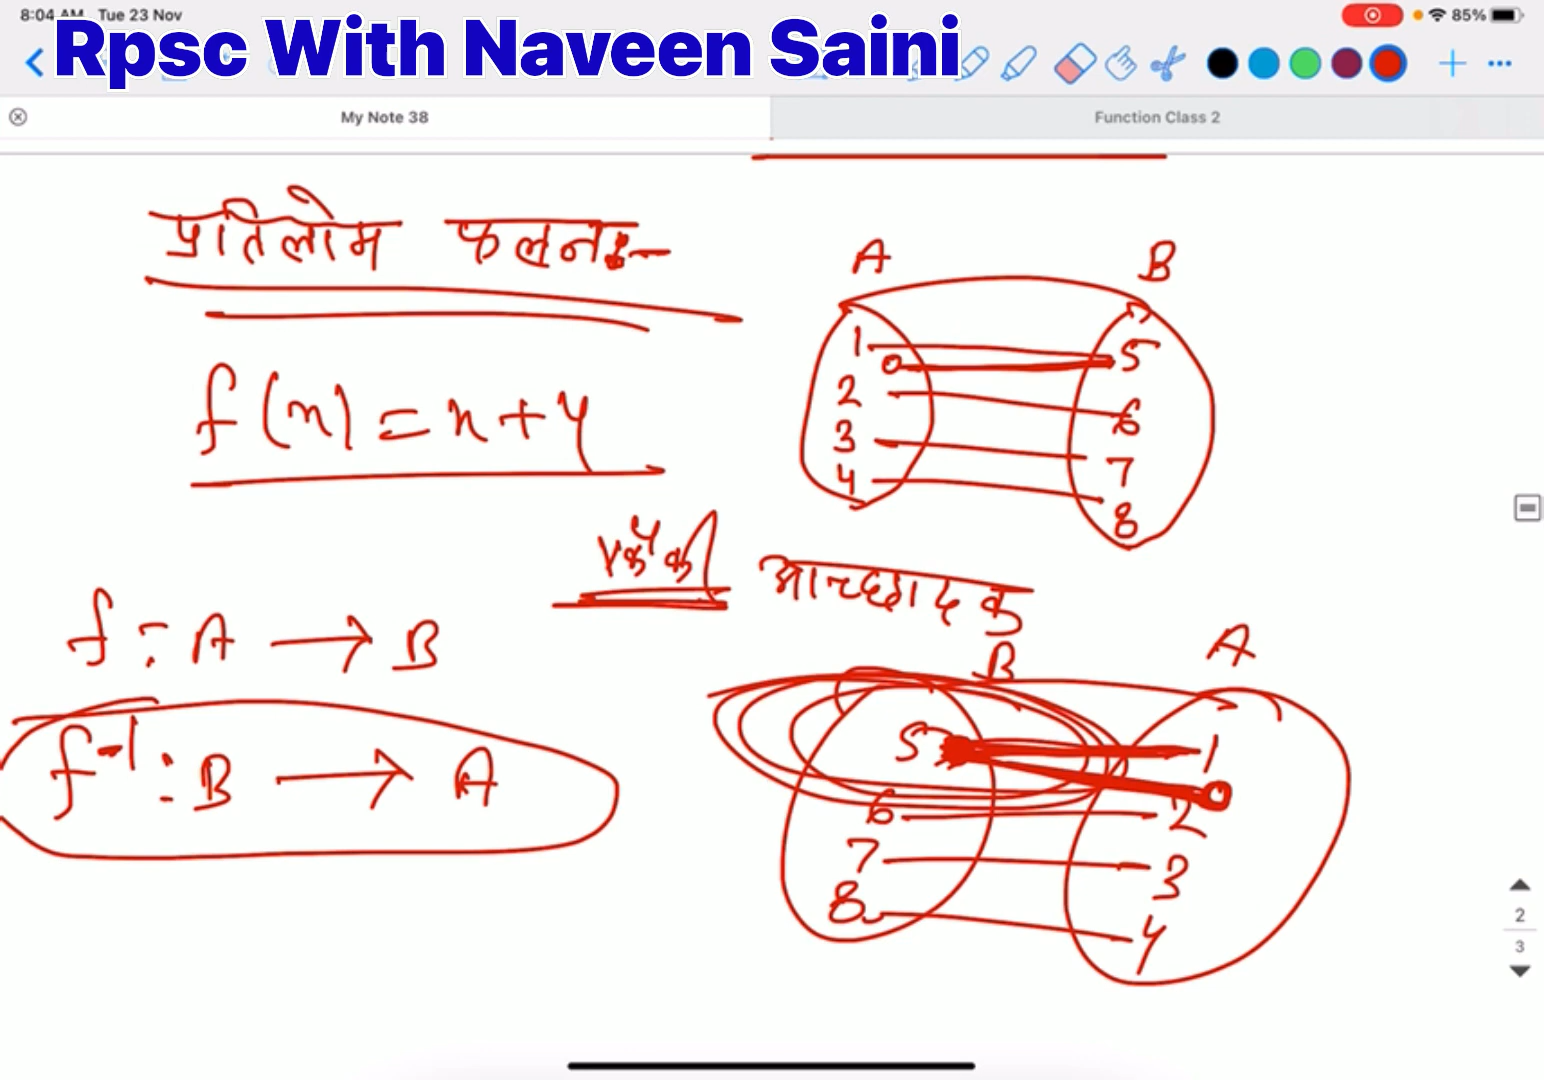 8:04 AM Tue 23 Nov
85%
Rpsc With Naveen Saini
My Note 38
Function Class 2
प्रतिलोम फलन:-
A B
1 5
0
2 6
3 7
4 8
f(x) = x+4
एकैकी आच्छादक
f : A → B
B A
5 1
0
6 2
7 3
8 4
f⁻¹ : B → A
2
3